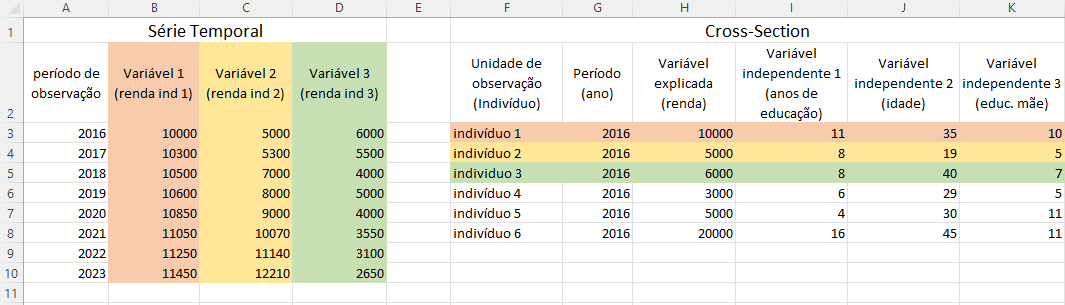 A B C D E F G H I J K
1 Série Temporal Cross-Section
2 período de observação Variável 1 (renda ind 1) Variável 2 (renda ind 2) Variável 3 (renda ind 3) Unidade de observação (Indivíduo) Período (ano) Variável explicada (renda) Variável independente 1 (anos de educação) Variável independente 2 (idade) Variável independente 3 (educ. mãe)
3 2016 10000 5000 6000 indivíduo 1 2016 10000 11 35 10
4 2017 10300 5300 5500 indivíduo 2 2016 5000 8 19 5
5 2018 10500 7000 4000 individuo 3 2016 6000 8 40 7
6 2019 10600 8000 5000 indivíduo 4 2016 3000 6 29 5
7 2020 10850 9000 4000 indivíduo 5 2016 5000 4 30 11
8 2021 11050 10070 3550 indivíduo 6 2016 20000 16 45 11
9 2022 11250 11140 3100
10 2023 11450 12210 2650
11